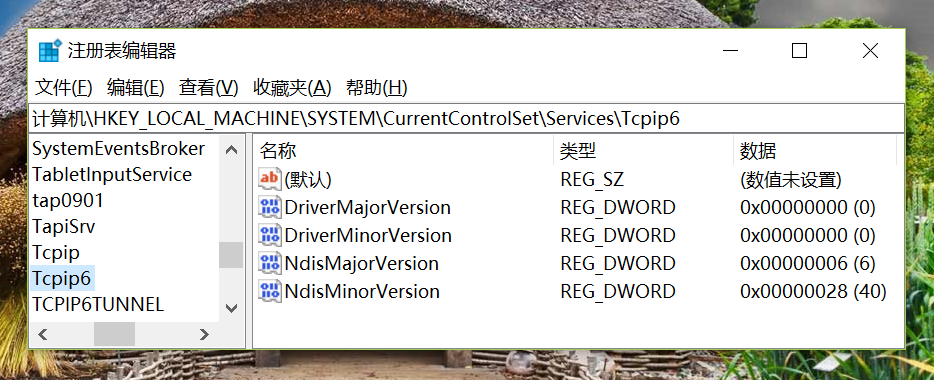 注册表编辑器
文件(F) 编辑(E) 查看(V) 收藏夹(A) 帮助(H)
计算机\HKEY_LOCAL_MACHINE\SYSTEM\CurrentControlSet\Services\Tcpip6
SystemEventsBroker
TabletInputService
tap0901
TapiSrv
Tcpip
Tcpip6
TCPIP6TUNNEL
名称 类型 数据
ab (默认) REG_SZ (数值未设置)
DriverMajorVersion REG_DWORD 0x00000000 (0)
DriverMinorVersion REG_DWORD 0x00000000 (0)
NdisMajorVersion REG_DWORD 0x00000006 (6)
NdisMinorVersion REG_DWORD 0x00000028 (40)